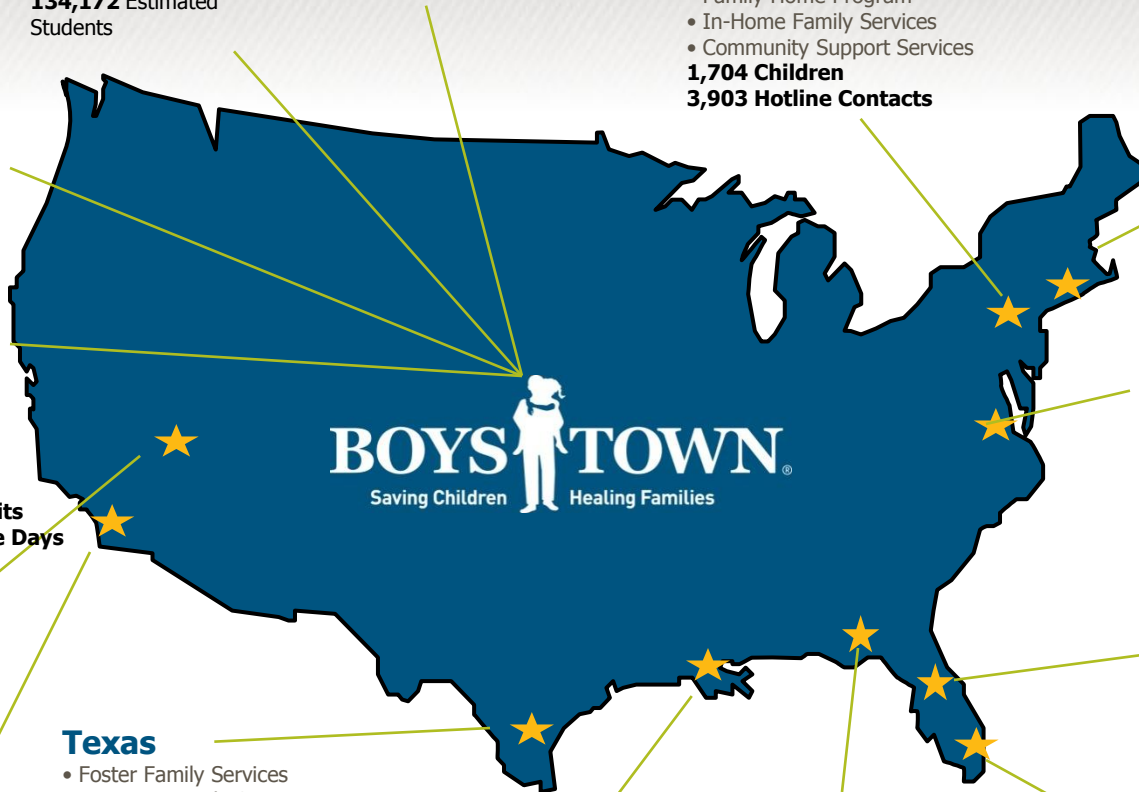 134,172 Estimated
Students
Family Home Program
• In-Home Family Services
• Community Support Services
1,704 Children
3,903 Hotline Contacts
BOYS TOWN®
Saving Children Healing Families
its
e Days
Texas
• Foster Family Services